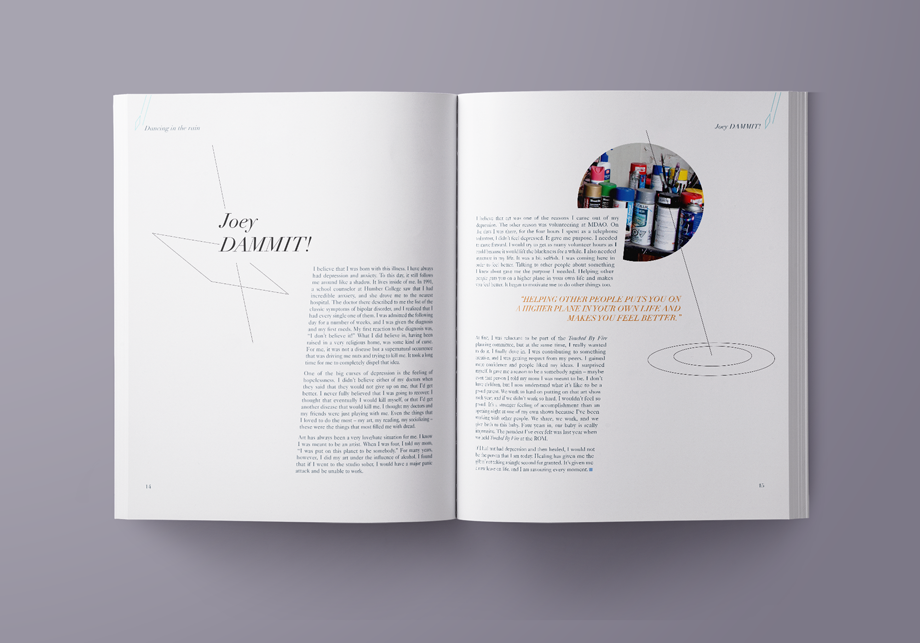 Dancing in the rain
Joey
DAMMIT!
I believe that I was born with this illness. I have always
had depression and anxiety. To this day, it still follows
me around like a shadow. It lives inside of me. In 1991,
a school counselor at Humber College saw that I had
incredible anxiety, and she drove me to the nearest
hospital. The doctor there described to me the list of the
classic symptoms of bipolar disorder, and I realized that I
had every single one of them. I was admitted the following
day for a number of weeks, and I was given the diagnosis
and my first meds. My first reaction to the diagnosis was,
"I don't believe it!" What I did believe in, having been
raised in a very religious home, was some kind of curse.
For me, it was not a disease but a supernatural occurrence
that was driving me nuts and trying to kill me. It took a long
time for me to completely dispel that idea.
One of the big curses of depression is the feeling of
hopelessness. I didn't believe either of my doctors when
they said that they would not give up on me, that I'd get
better. I never fully believed that I was going to recover. I
thought that eventually I would kill myself, or that I'd get
another disease that would kill me. I thought my doctors and
my friends were just playing with me. Even the things that
I loved to do the most – my art, my reading, my socializing –
these were the things that most filled me with dread.
Art has always been a very love/hate situation for me. I know
I was meant to be an artist. When I was four, I told my mom,
"I was put on this planet to be somebody." For many years,
however, I did my art under the influence of alcohol. I found
that if I went to the studio sober, I would have a major panic
attack and be unable to work.
14
Joey DAMMIT!
I believe that art was one of the reasons I came out of my
depression. The other reason was volunteering at MDAO. On
the days I was there, for the four hours I spent as a telephone
volunteer, I didn't feel depressed. It gave me purpose. I needed
to move forward. I would try to get as many volunteer hours as I
could because it would lift the blackness for a while. I also needed
structure in my life. It was a bit selfish. I was coming here to
make me feel better. Talking to other people about something
I knew about gave me the purpose I needed. Helping other
people puts you on a higher plane in your own life and makes
you feel better. It began to motivate me to do other things too.
"HELPING OTHER PEOPLE PUTS YOU ON
A HIGHER PLANE IN YOUR OWN LIFE AND
MAKES YOU FEEL BETTER."
At first, I was reluctant to be part of the Touched By Fire
planning committee, but at the same time, I really wanted
to do it. I finally dove in. I was contributing to something
artistic, but I was getting respect from my peers. I gained
more confidence and people liked my ideas. I surprised
myself. It gave me a reason to be a somebody again – maybe
not that person I told my mom I was meant to be. I don't
hate exhibiting, but I now understand what it's like to be a
proud parent. We work so hard on putting on that art show
each year, and if we didn't work so hard, I wouldn't feel so
proud. It's a stronger feeling of accomplishment than an
opening night at one of my own shows because I've been
working with other people. We share, we work, and we
give birth to this baby. Four years in, our baby is really
impressive. The proudest I've ever felt was last year when
we sold Touched By Fire at the ROM.
If I had not had depression and then healed, I would not
be the person that I am today. Healing has given me the
gift of not taking a single second for granted. It's given me
a new lease on life, and I am savouring every moment.
15